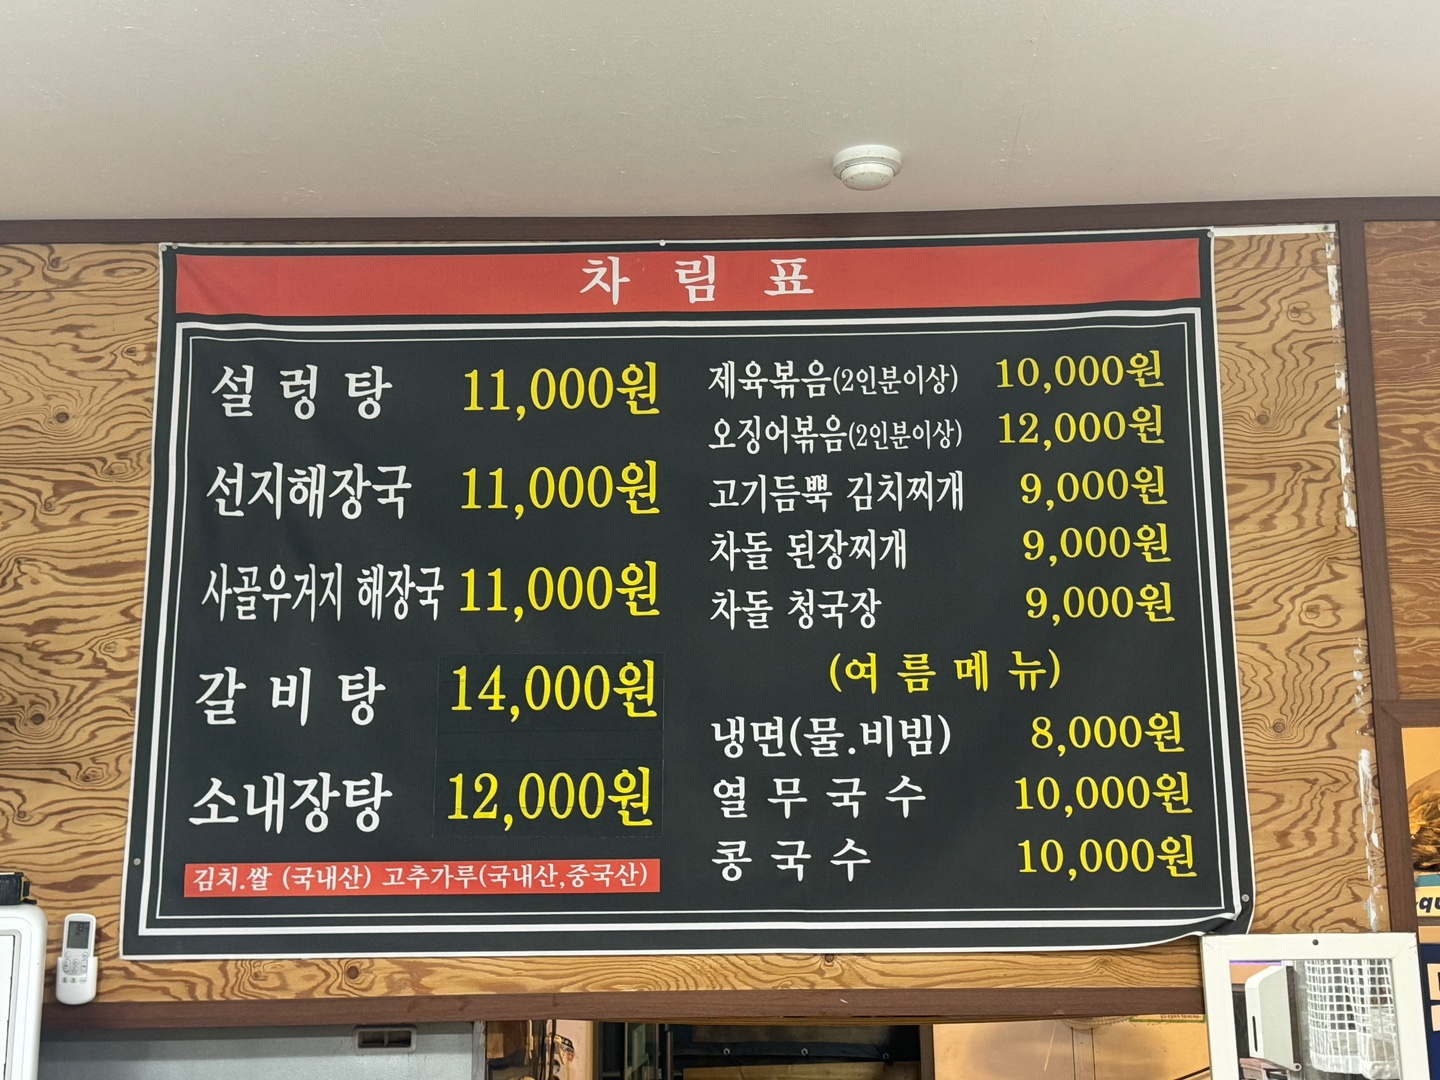 차 림 표
설 렁 탕 11,000원
선지해장국 11,000원
사골우거지 해장국 11,000원
갈 비 탕 14,000원
소내장탕 12,000원
김치.쌀 (국내산) 고추가루(국내산,중국산)
제육볶음(2인분이상) 10,000원
오징어볶음(2인분이상) 12,000원
고기듬뿍 김치찌개 9,000원
차돌 된장찌개 9,000원
차돌 청국장 9,000원
(여 름 메 뉴)
냉면(물.비빔) 8,000원
열 무 국 수 10,000원
콩 국 수 10,000원